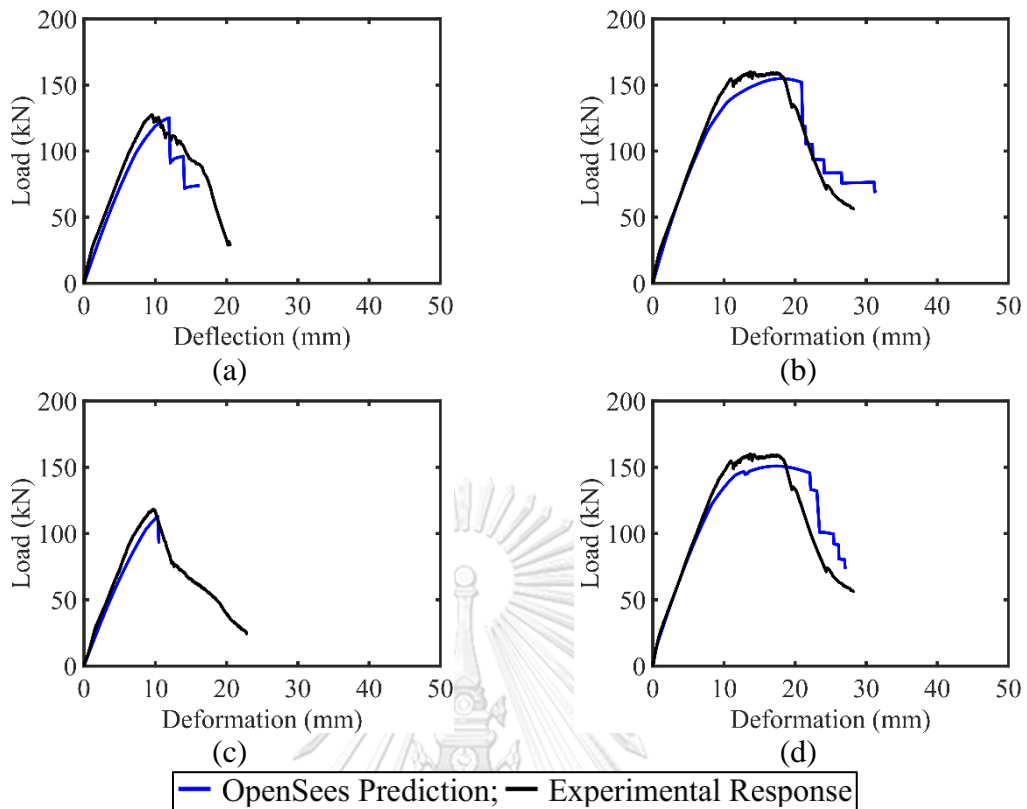 200
150
100
50
0
Load (kN)
0 10 20 30 40 50
Deflection (mm)
(a)
200
150
100
50
0
Load (kN)
0 10 20 30 40 50
Deformation (mm)
(b)
200
150
100
50
0
Load (kN)
0 10 20 30 40 50
Deformation (mm)
(c)
200
150
100
50
0
Load (kN)
0 10 20 30 40 50
Deformation (mm)
(d)
OpenSees Prediction; Experimental Response